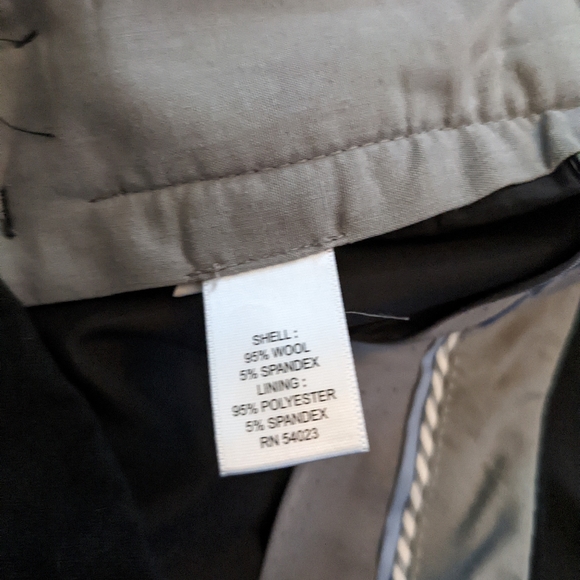 SHELL :
95% WOOL
5% SPANDEX
LINING :
95% POLYESTER
5% SPANDEX
RN 54023